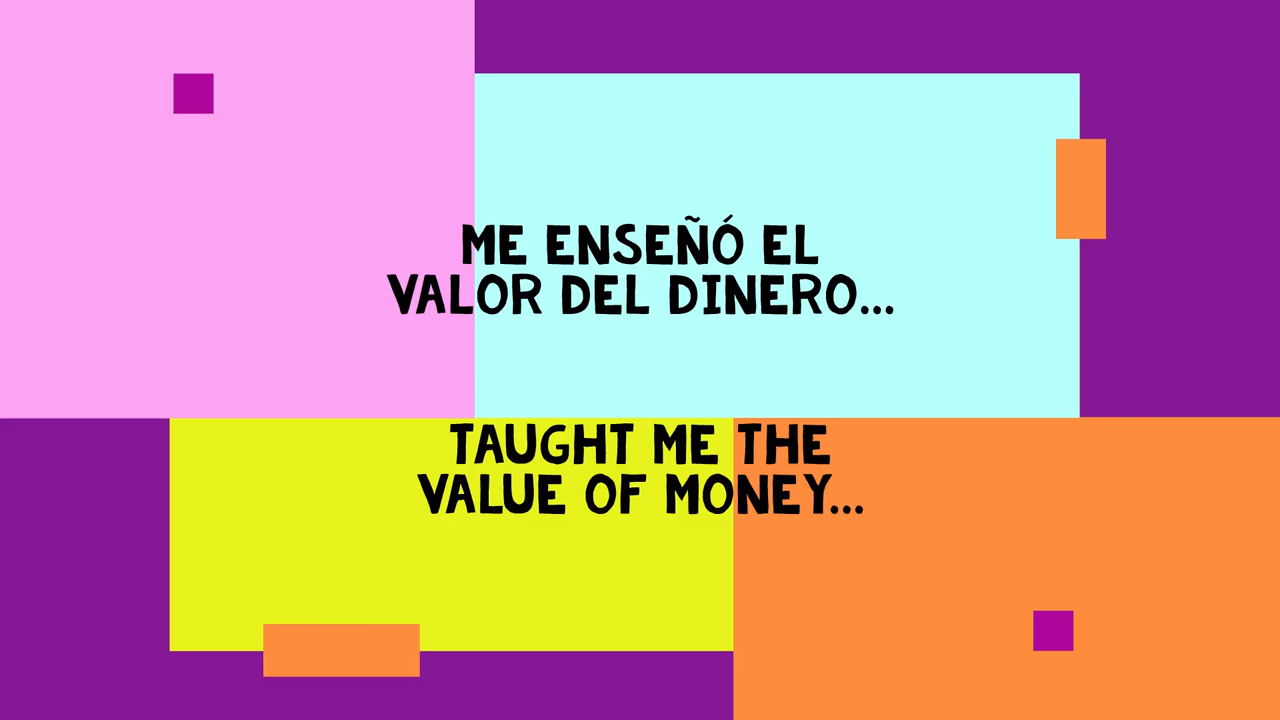 ME ENSEÑÓ EL
VALOR DEL DINERO...
TAUGHT ME THE
VALUE OF MONEY...